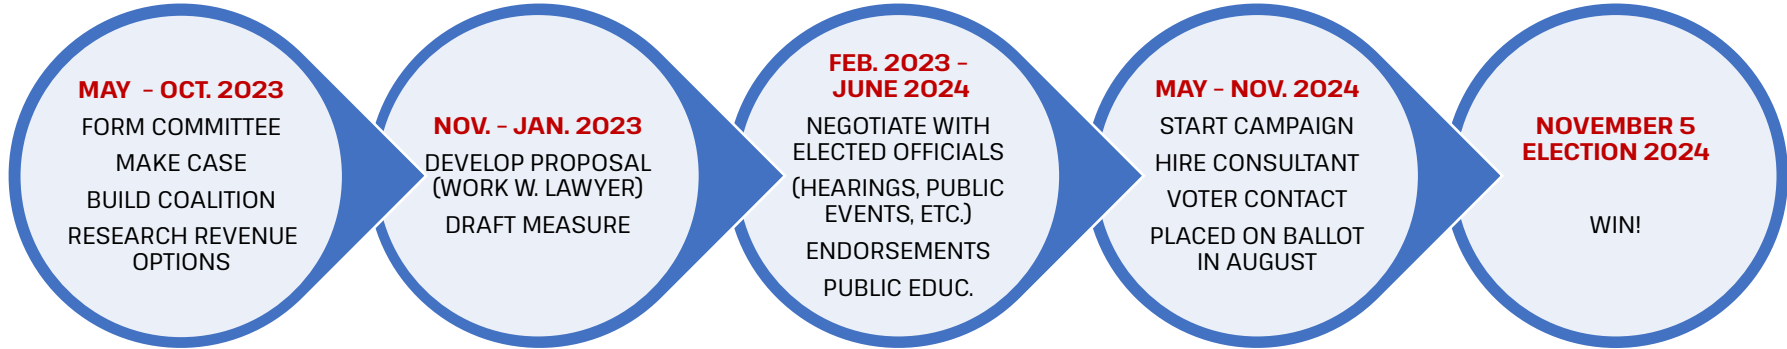 MAY – OCT. 2023
FORM COMMITTEE
MAKE CASE
BUILD COALITION
RESEARCH REVENUE
OPTIONS
NOV. – JAN. 2023
DEVELOP PROPOSAL
(WORK W. LAWYER)
DRAFT MEASURE
FEB. 2023 –
JUNE 2024
NEGOTIATE WITH
ELECTED OFFICIALS
(HEARINGS, PUBLIC
EVENTS, ETC.)
ENDORSEMENTS
PUBLIC EDUC.
MAY – NOV. 2024
START CAMPAIGN
HIRE CONSULTANT
VOTER CONTACT
PLACED ON BALLOT
IN AUGUST
NOVEMBER 5
ELECTION 2024
WIN!